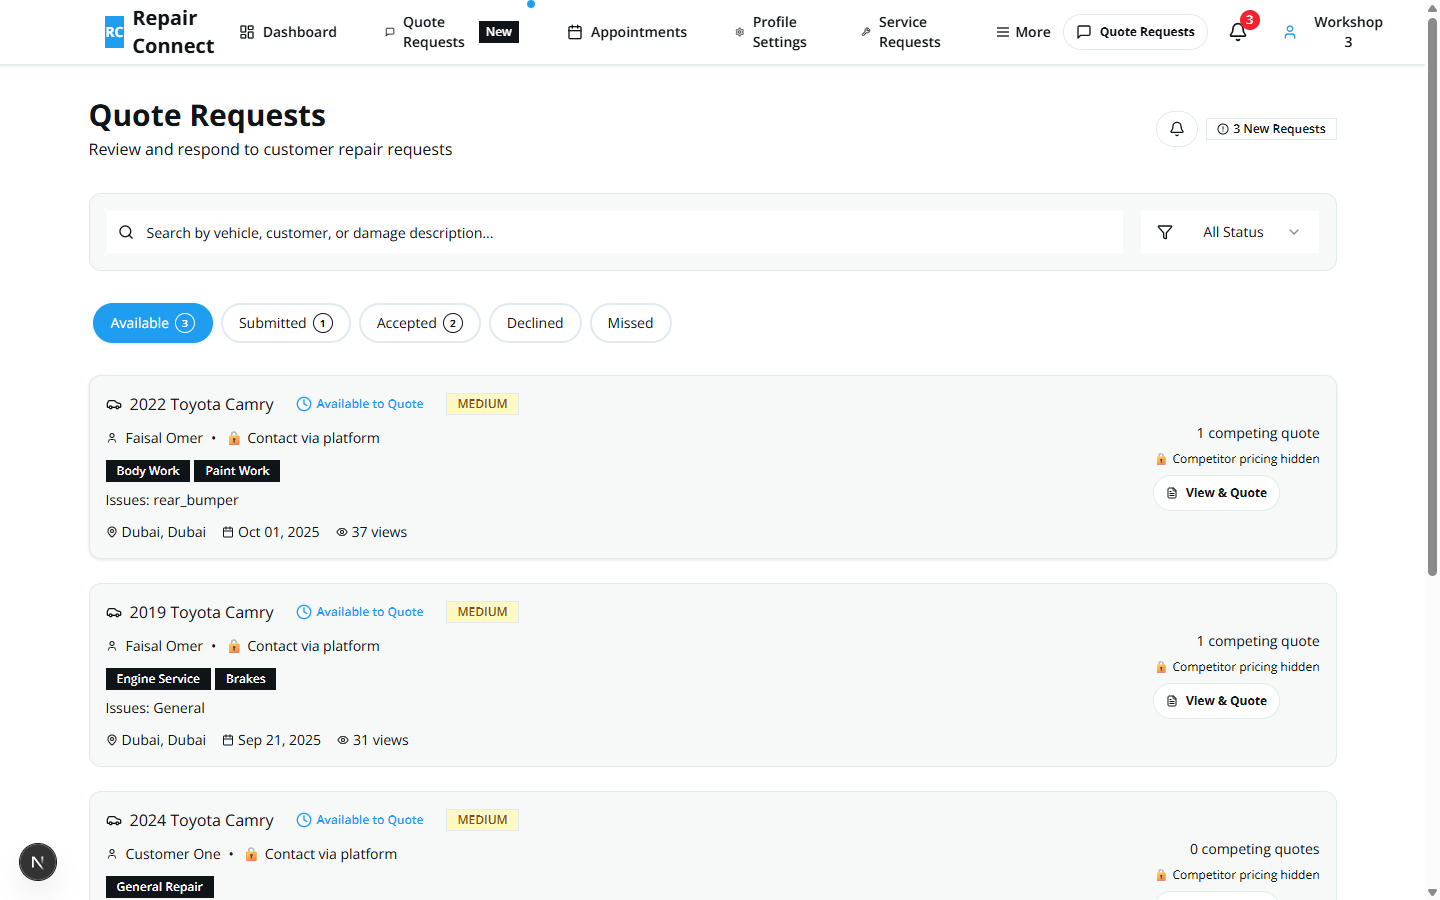 RC
Repair
Connect
Dashboard
Quote
Requests
New
Appointments
Profile
Settings
Service
Requests
More
Quote Requests
3
Workshop
3
Quote Requests
Review and respond to customer repair requests
3 New Requests
Search by vehicle, customer, or damage description...
All Status
Available 3
Submitted 1
Accepted 2
Declined
Missed
2022 Toyota Camry
Available to Quote
MEDIUM
Faisal Omer • 🔒 Contact via platform
Body Work
Paint Work
Issues: rear_bumper
Dubai, Dubai
Oct 01, 2025
37 views
1 competing quote
🔒 Competitor pricing hidden
View & Quote
2019 Toyota Camry
Available to Quote
MEDIUM
Faisal Omer • 🔒 Contact via platform
Engine Service
Brakes
Issues: General
Dubai, Dubai
Sep 21, 2025
31 views
1 competing quote
🔒 Competitor pricing hidden
View & Quote
2024 Toyota Camry
Available to Quote
MEDIUM
Customer One • 🔒 Contact via platform
General Repair
0 competing quotes
🔒 Competitor pricing hidden
N